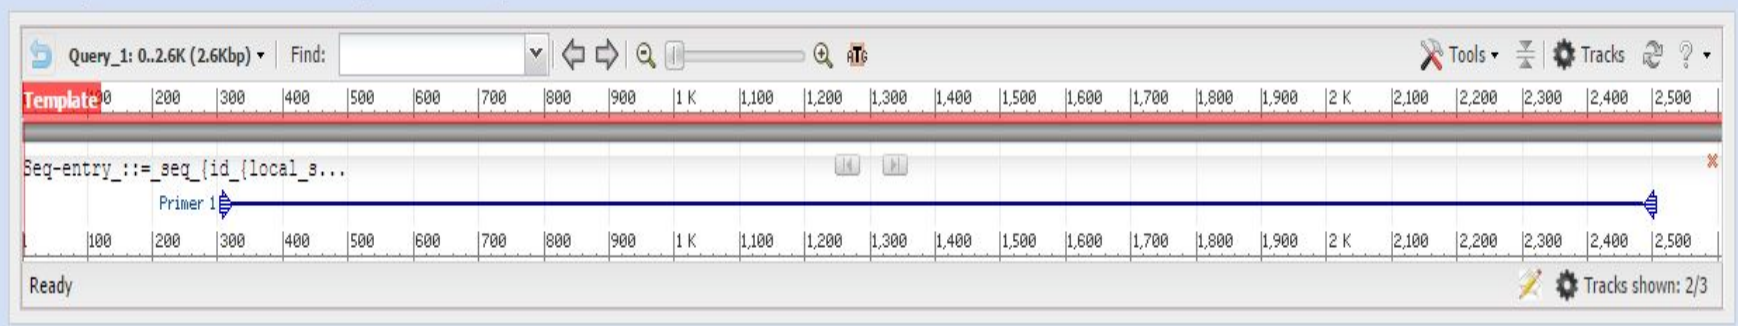 Query_1: 0..2.6K (2.6Kbp) Find: ATG Tools Tracks ?
Template 00 200 300 400 500 600 700 800 900 1 K 1,100 1,200 1,300 1,400 1,500 1,600 1,700 1,800 1,900 2 K 2,100 2,200 2,300 2,400 2,500
Seq-entry_::=_seq_{id_{local_s...
Primer 1
1 100 200 300 400 500 600 700 800 900 1 K 1,100 1,200 1,300 1,400 1,500 1,600 1,700 1,800 1,900 2 K 2,100 2,200 2,300 2,400 2,500
Ready Tracks shown: 2/3